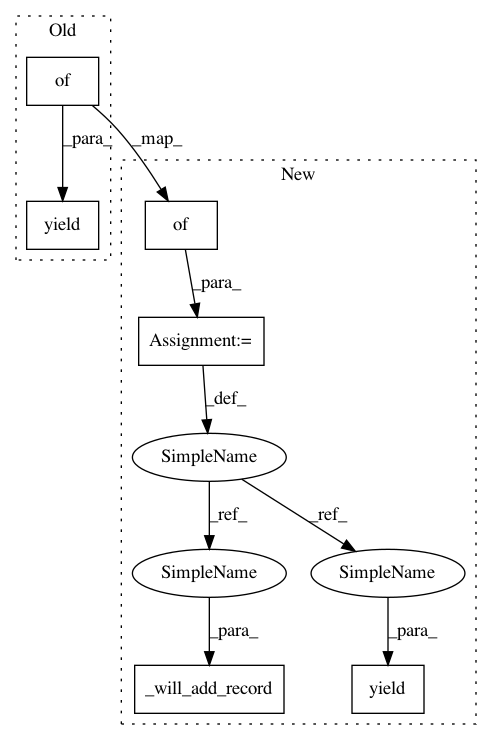 Old
of
_para_
_map_
New
yield
of
_para_
Assignment:=
_def_
SimpleName
_ref_
_ref_
SimpleName
SimpleName
_para_
_para_
_will_add_record
yield